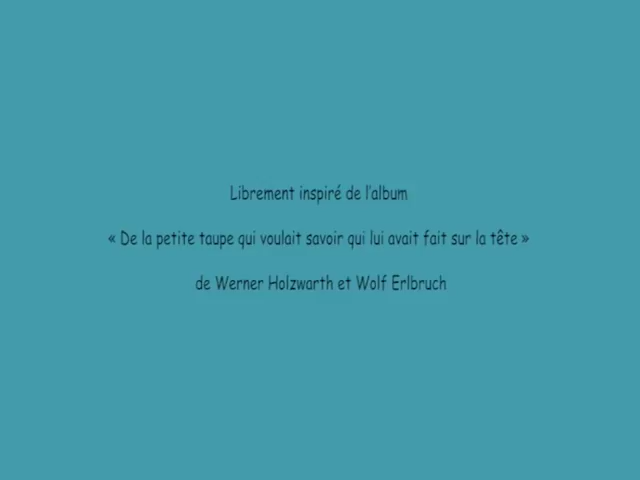 Librement inspiré de l'album
« De la petite taupe qui voulait savoir qui lui avait fait sur la tête »
de Werner Holzwarth et Wolf Erlbruch